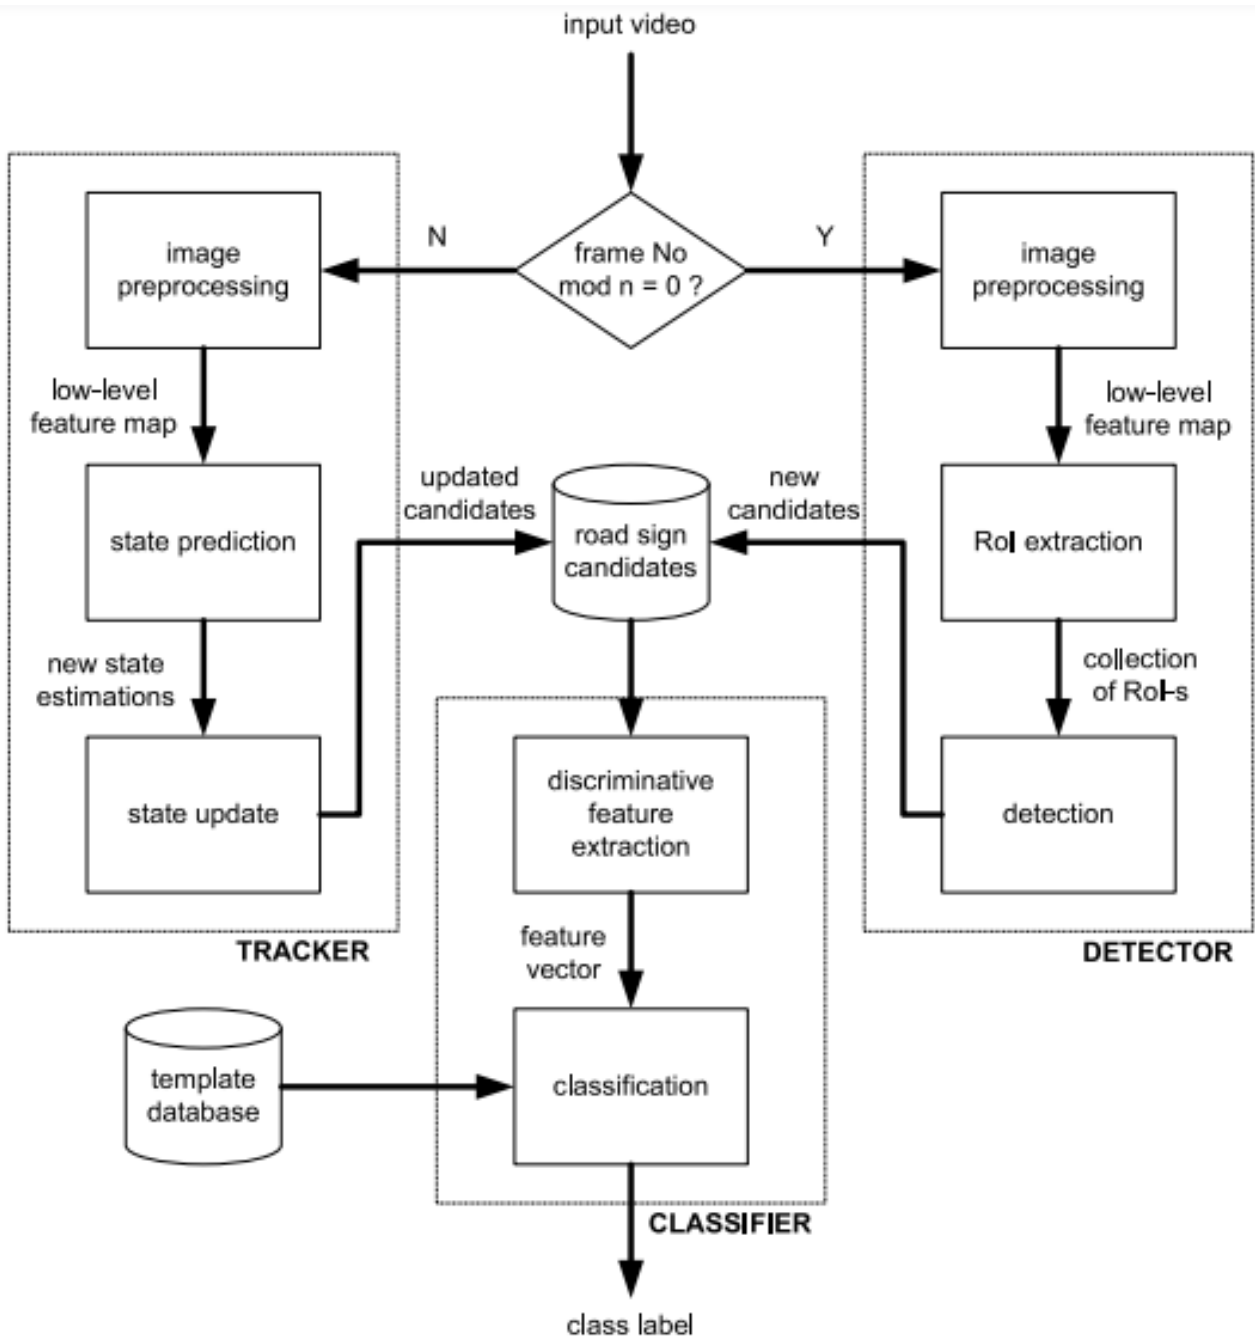 input video
frame No
mod n = 0 ?
N
Y
image
preprocessing
low-level
feature map
state prediction
new state
estimations
state update
TRACKER
image
preprocessing
low-level
feature map
RoI extraction
collection
of RoI-s
detection
DETECTOR
updated
candidates
new
candidates
road sign
candidates
discriminative
feature
extraction
feature
vector
template
database
classification
CLASSIFIER
class label